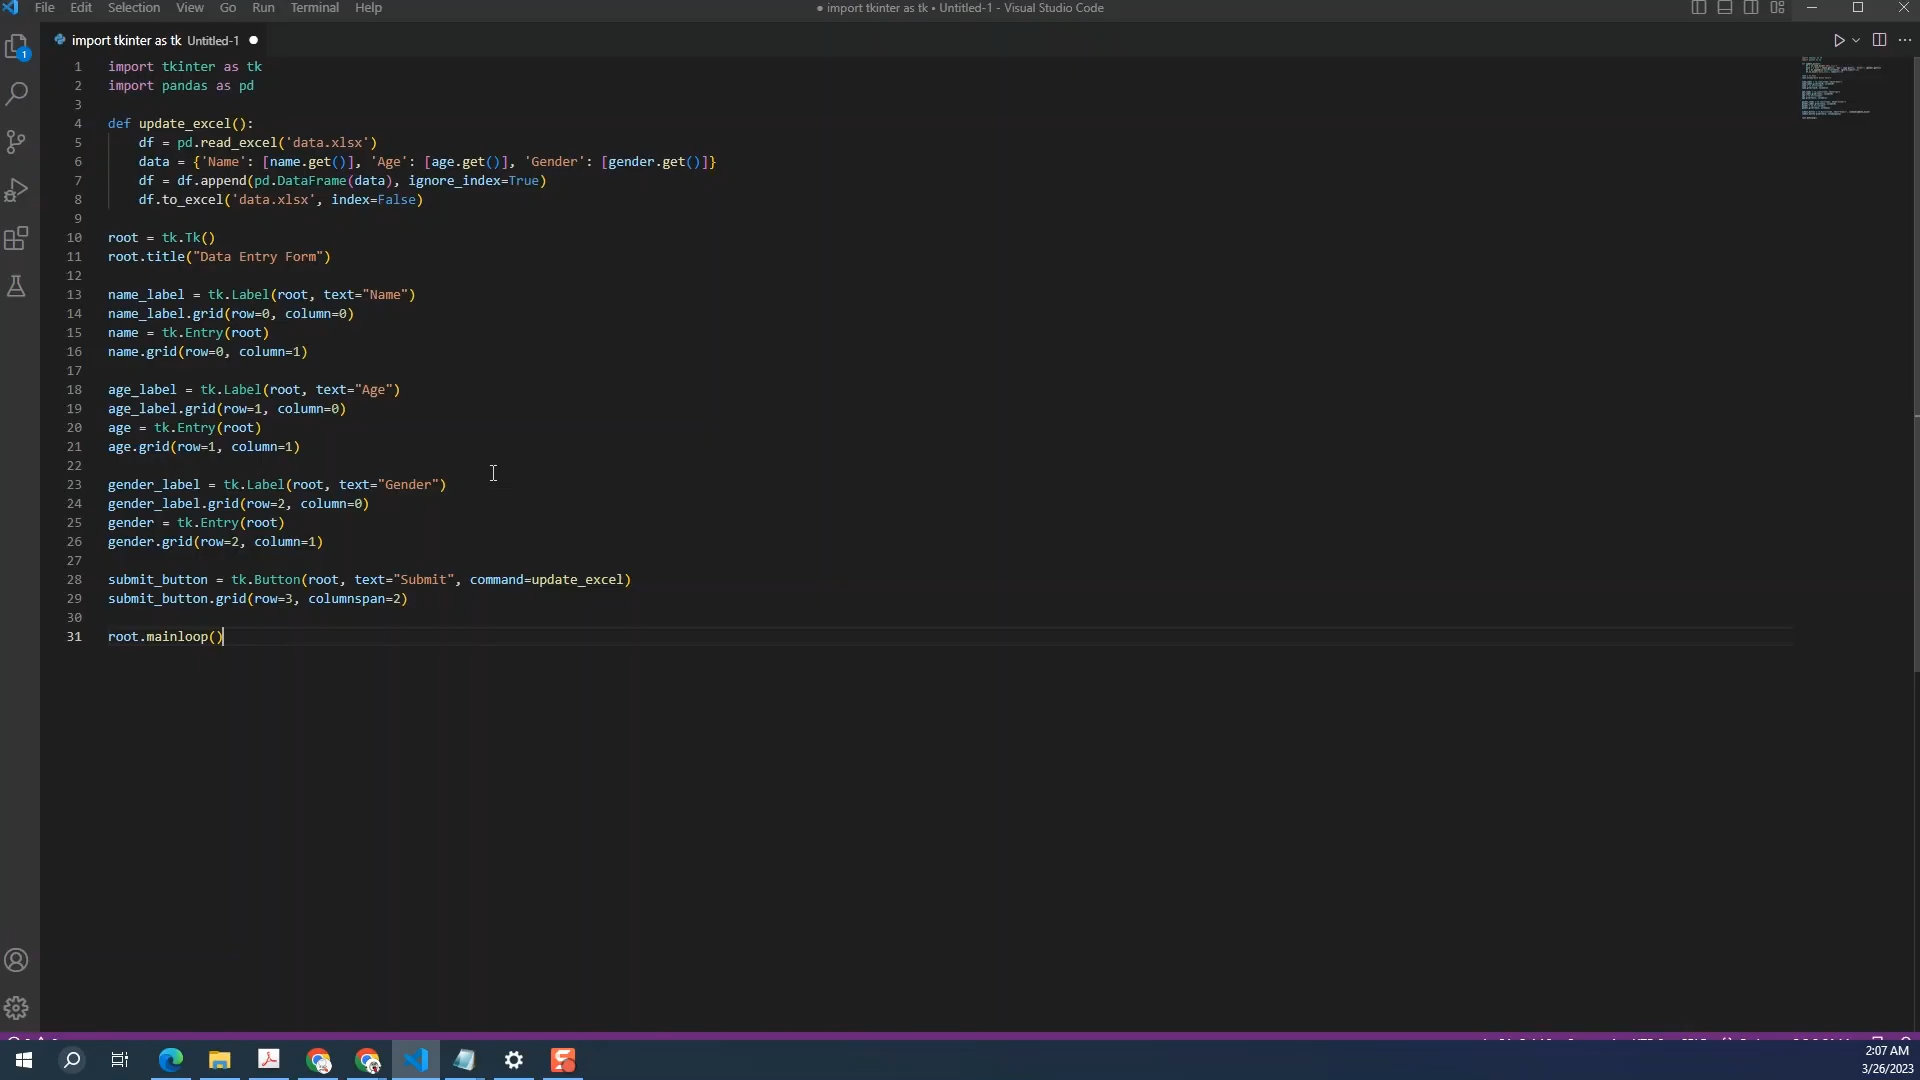 File Edit Selection View Go Run Terminal Help
● import tkinter as tk • Untitled-1 - Visual Studio Code
import tkinter as tk Untitled-1 ●
1
1 import tkinter as tk
2 import pandas as pd
3
4 def update_excel():
5     df = pd.read_excel('data.xlsx')
6     data = {'Name': [name.get()], 'Age': [age.get()], 'Gender': [gender.get()]}
7     df = df.append(pd.DataFrame(data), ignore_index=True)
8     df.to_excel('data.xlsx', index=False)
9
10 root = tk.Tk()
11 root.title("Data Entry Form")
12
13 name_label = tk.Label(root, text="Name")
14 name_label.grid(row=0, column=0)
15 name = tk.Entry(root)
16 name.grid(row=0, column=1)
17
18 age_label = tk.Label(root, text="Age")
19 age_label.grid(row=1, column=0)
20 age = tk.Entry(root)
21 age.grid(row=1, column=1)
22
23 gender_label = tk.Label(root, text="Gender")
24 gender_label.grid(row=2, column=0)
25 gender = tk.Entry(root)
26 gender.grid(row=2, column=1)
27
28 submit_button = tk.Button(root, text="Submit", command=update_excel)
29 submit_button.grid(row=3, columnspan=2)
30
31 root.mainloop()
2:07 AM
3/26/2023